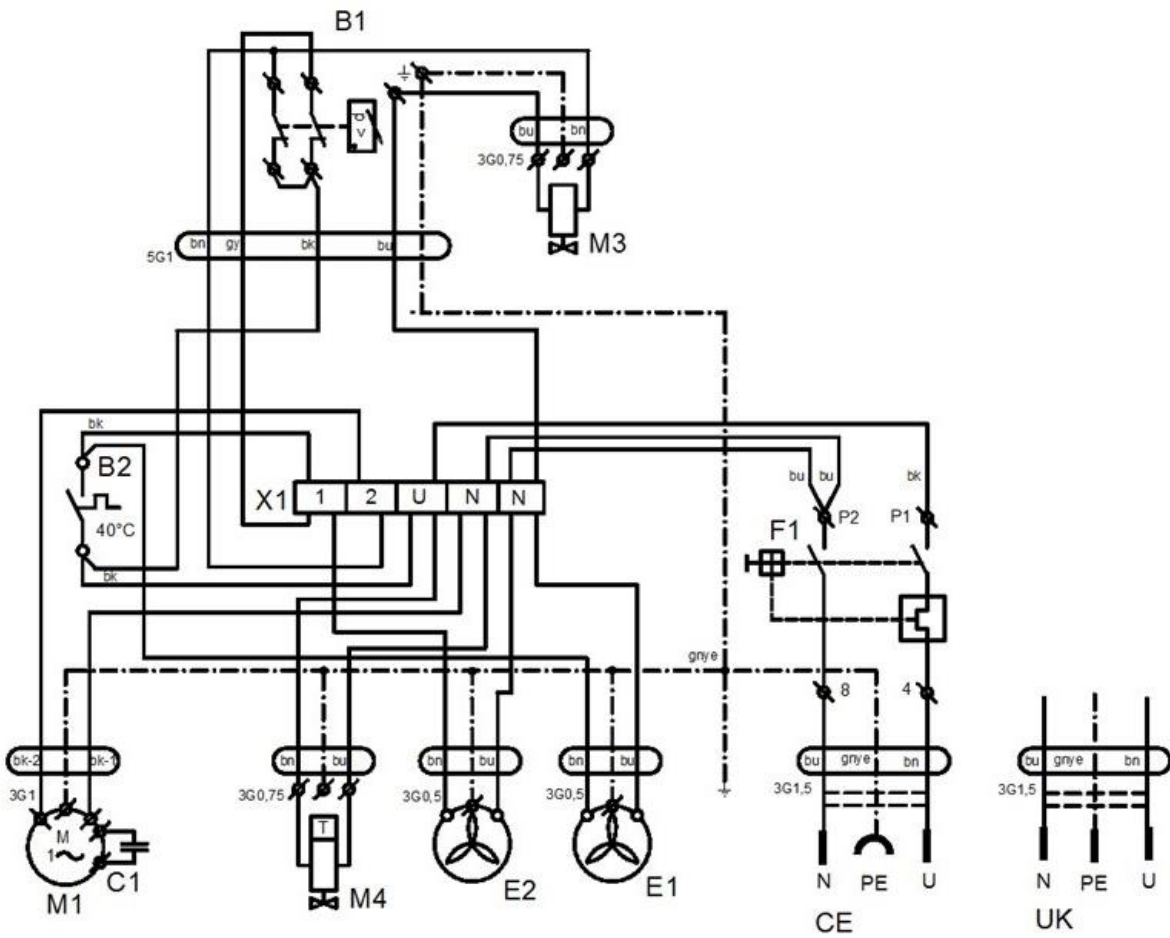 B1
P
v
bu bn
3G0,75
M3
bn gy bk bu
5G1
bk
B2
40°C
bk
X1 1 2 U N N
bu bu bk
P2 P1
F1
gnye
8 4
bk-2 bk-1
3G1
M
1
C1
M1
bn bu
3G0,75
T
M4
bn bu
3G0,5
E2
bn bu
3G0,5
E1
bu gnye bn
3G1,5
N PE U
CE
bu gnye bn
3G1,5
N PE U
UK